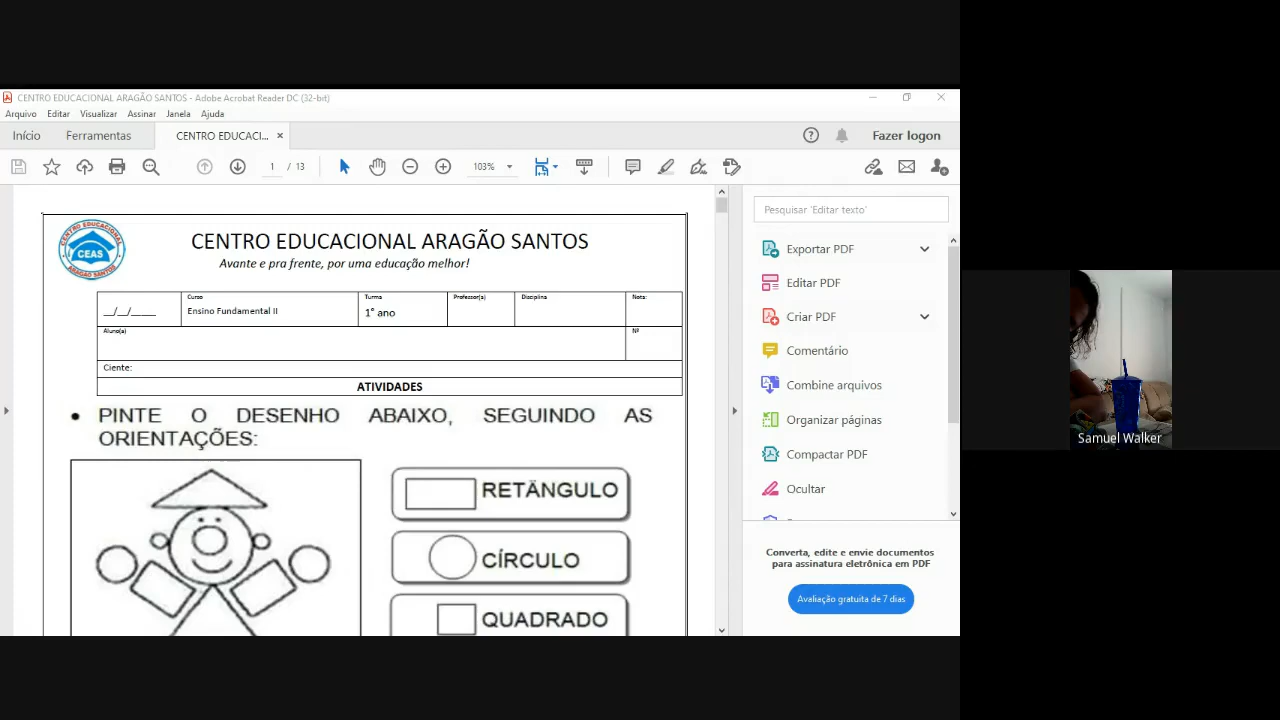 CENTRO EDUCACIONAL ARAGÃO SANTOS - Adobe Acrobat Reader DC (32-bit)
Arquivo Editar Visualizar Assinar Janela Ajuda
Início Ferramentas CENTRO EDUCACI... × Fazer logon
1 / 13 103%
CENTRO EDUCACIONAL
CEAS
ARAGÃO SANTOS
CENTRO EDUCACIONAL ARAGÃO SANTOS
Avante e pra frente, por uma educação melhor!
__/__/_____
Curso
Ensino Fundamental II
Turma
1° ano
Professor(s)
Disciplina
Nota:
Aluno(a)
Nº
Ciente:
ATIVIDADES
• PINTE O DESENHO ABAIXO, SEGUINDO AS
ORIENTAÇÕES:
RETÂNGULO
CÍRCULO
QUADRADO
Pesquisar 'Editar texto'
Exportar PDF
Editar PDF
Criar PDF
Comentário
Combine arquivos
Organizar páginas
Compactar PDF
Ocultar
Converta, edite e envie documentos
para assinatura eletrônica em PDF
Avaliação gratuita de 7 dias
Samuel Walker